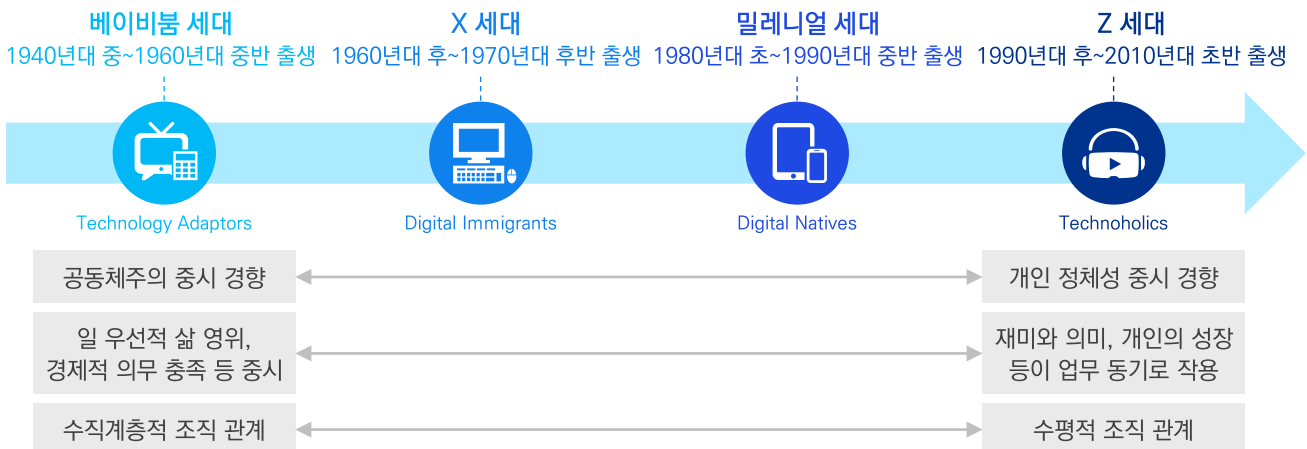 베이비붐 세대
1940년대 중~1960년대 중반 출생
X 세대
1960년대 후~1970년대 후반 출생
밀레니얼 세대
1980년대 초~1990년대 중반 출생
Z 세대
1990년대 후~2010년대 초반 출생
Technology Adaptors
Digital Immigrants
Digital Natives
Technoholics
공동체주의 중시 경향
개인 정체성 중시 경향
일 우선적 삶 영위,
경제적 의무 충족 등 중시
재미와 의미, 개인의 성장
등이 업무 동기로 작용
수직계층적 조직 관계
수평적 조직 관계